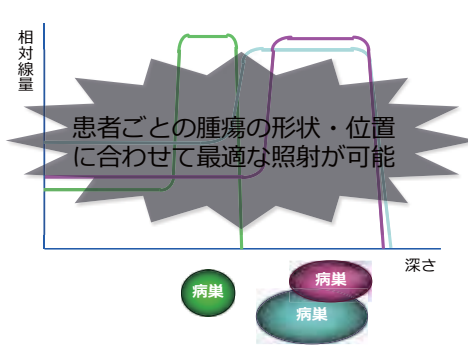 相対線量
患者ごとの腫瘍の形状・位置
に合わせて最適な照射が可能
深さ
病巣
病巣
病巣